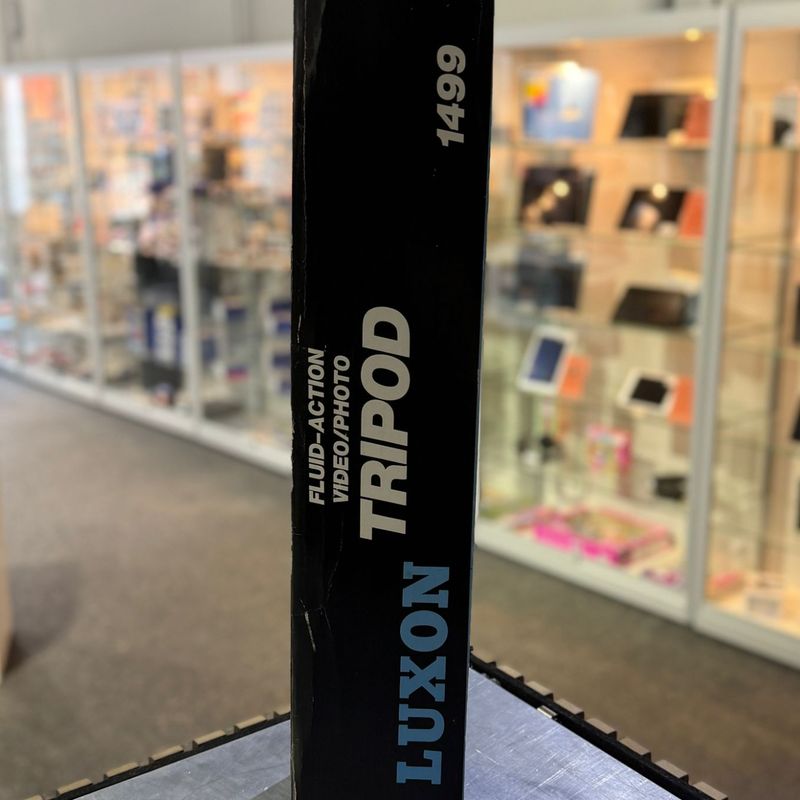 LUXON
FLUID-ACTION
VIDEO/PHOTO
TRIPOD
1499